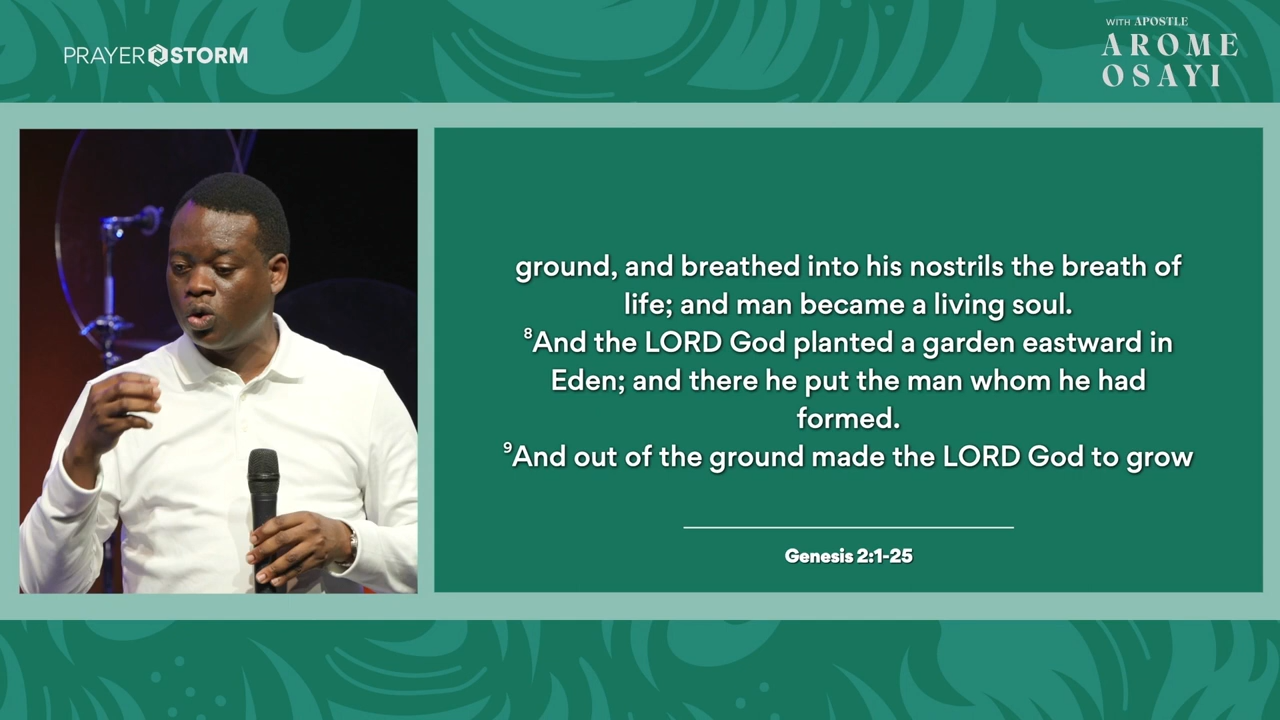 PRAYER STORM
WITH APOSTLE
AROME
OSAYI
ground, and breathed into his nostrils the breath of
life; and man became a living soul.
8And the LORD God planted a garden eastward in
Eden; and there he put the man whom he had
formed.
9And out of the ground made the LORD God to grow
Genesis 2:1-25